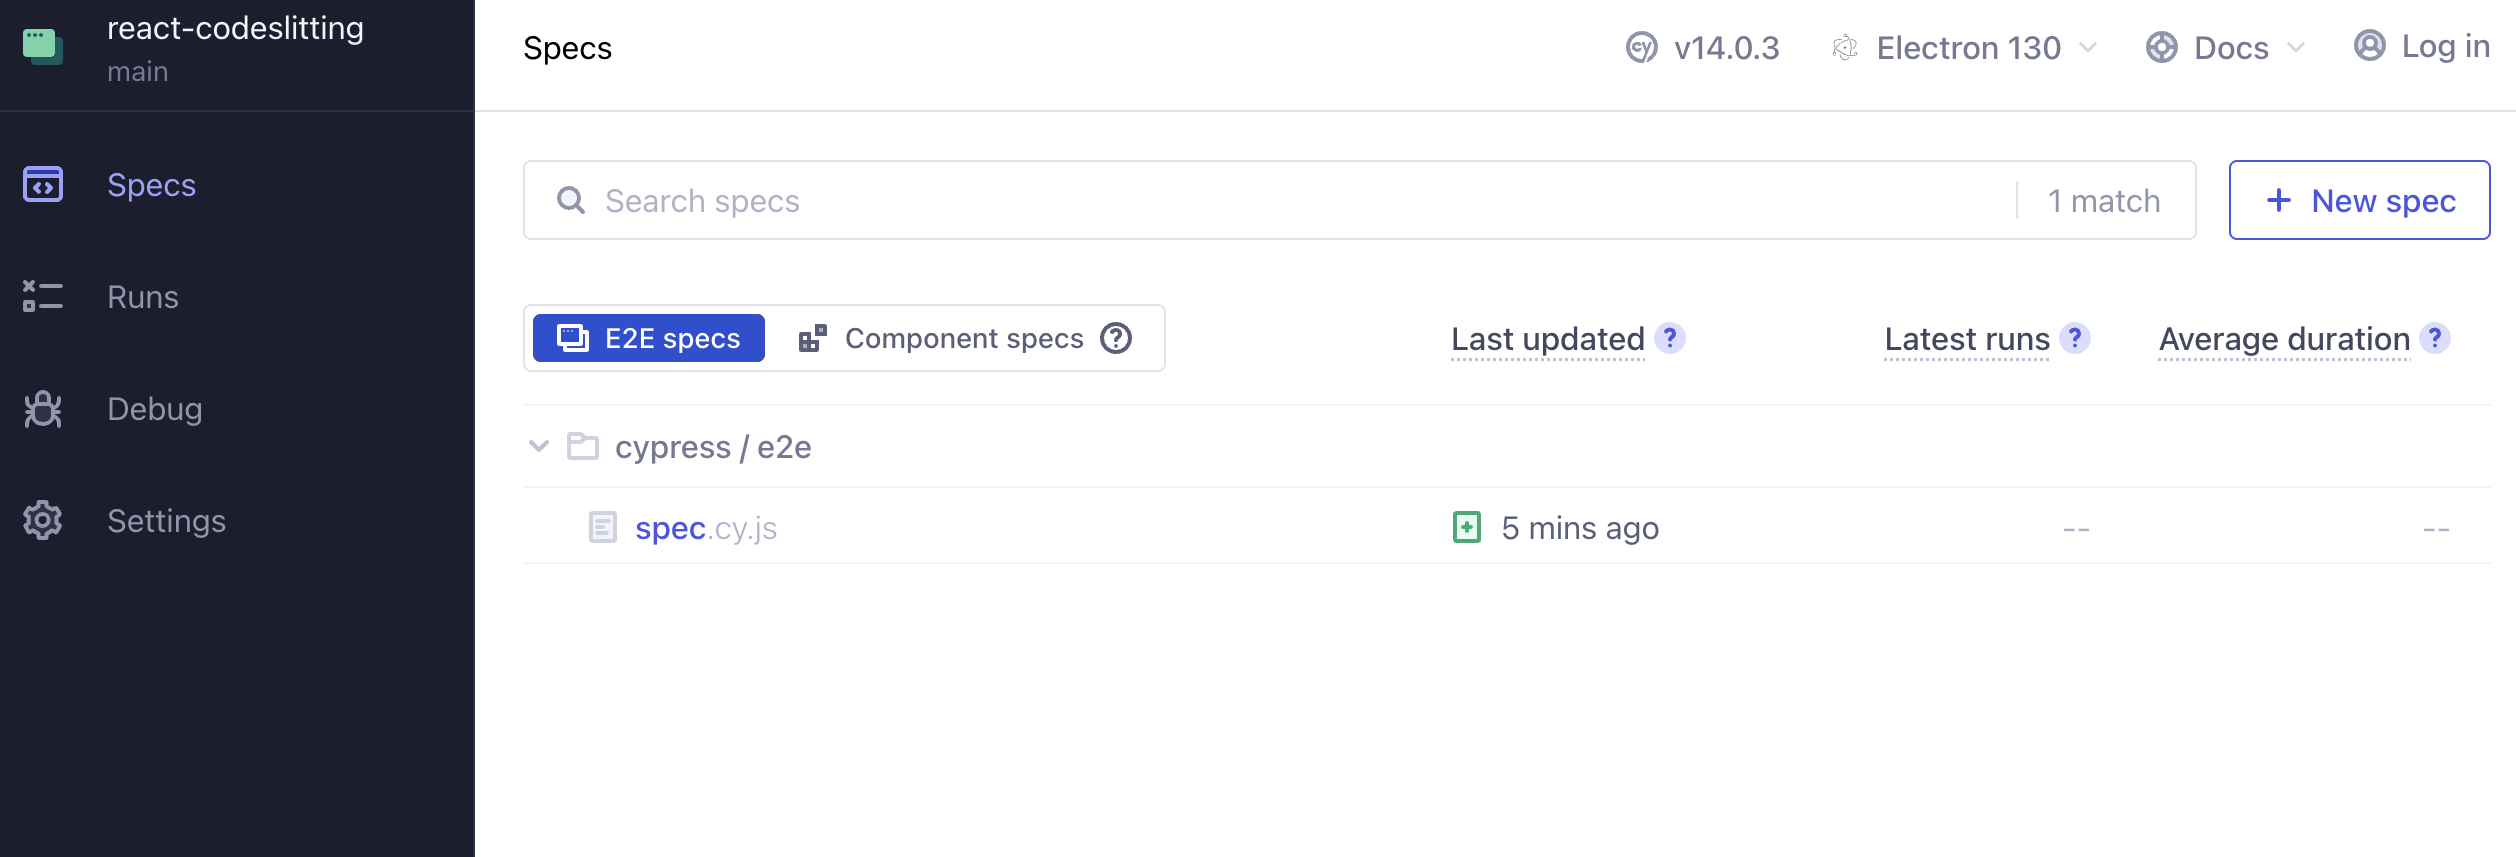 react-codeslitting
main
Specs
Runs
Debug
Settings
Specs
v14.0.3
Electron 130
Docs
Log in
Search specs
1 match
+ New spec
E2E specs
Component specs ?
Last updated ?
Latest runs ?
Average duration ?
cypress / e2e
spec.cy.js
5 mins ago
--
--